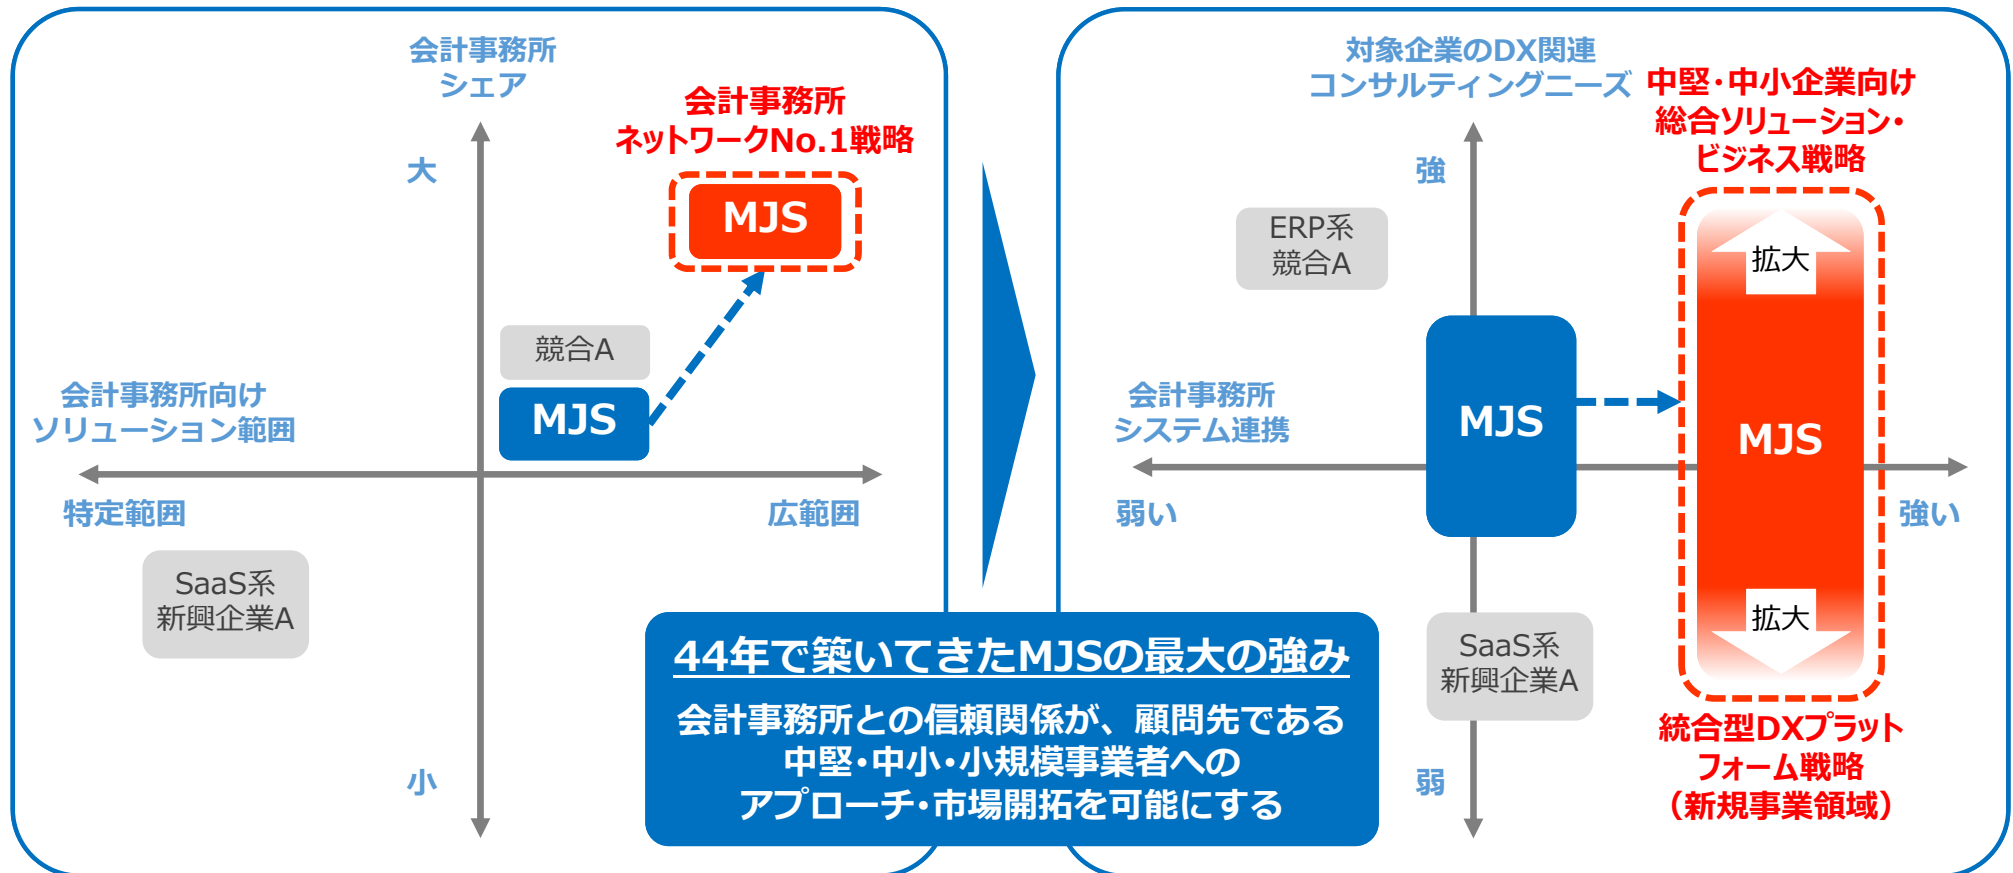 会計事務所
シェア
会計事務所
ネットワークNo.1戦略
大
MJS
競合A
MJS
会計事務所向け
ソリューション範囲
特定範囲
広範囲
SaaS系
新興企業A
小
対象企業のDX関連
コンサルティングニーズ
中堅・中小企業向け
総合ソリューション・
ビジネス戦略
強
ERP系
競合A
拡大
会計事務所
システム連携
MJS
MJS
弱い
強い
拡大
SaaS系
新興企業A
弱
統合型DXプラット
フォーム戦略
（新規事業領域）
44年で築いてきたMJSの最大の強み
会計事務所との信頼関係が、顧問先である
中堅・中小・小規模事業者への
アプローチ・市場開拓を可能にする